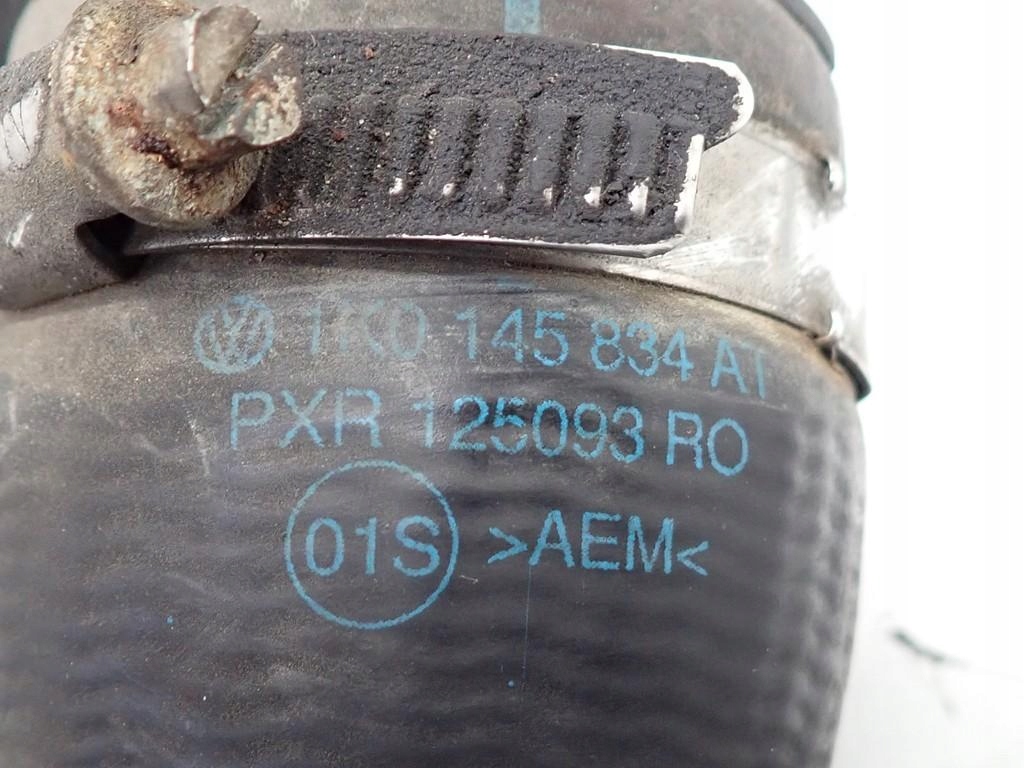 1K0 145 834 AT
PXR 125093 RO
01S >AEM<